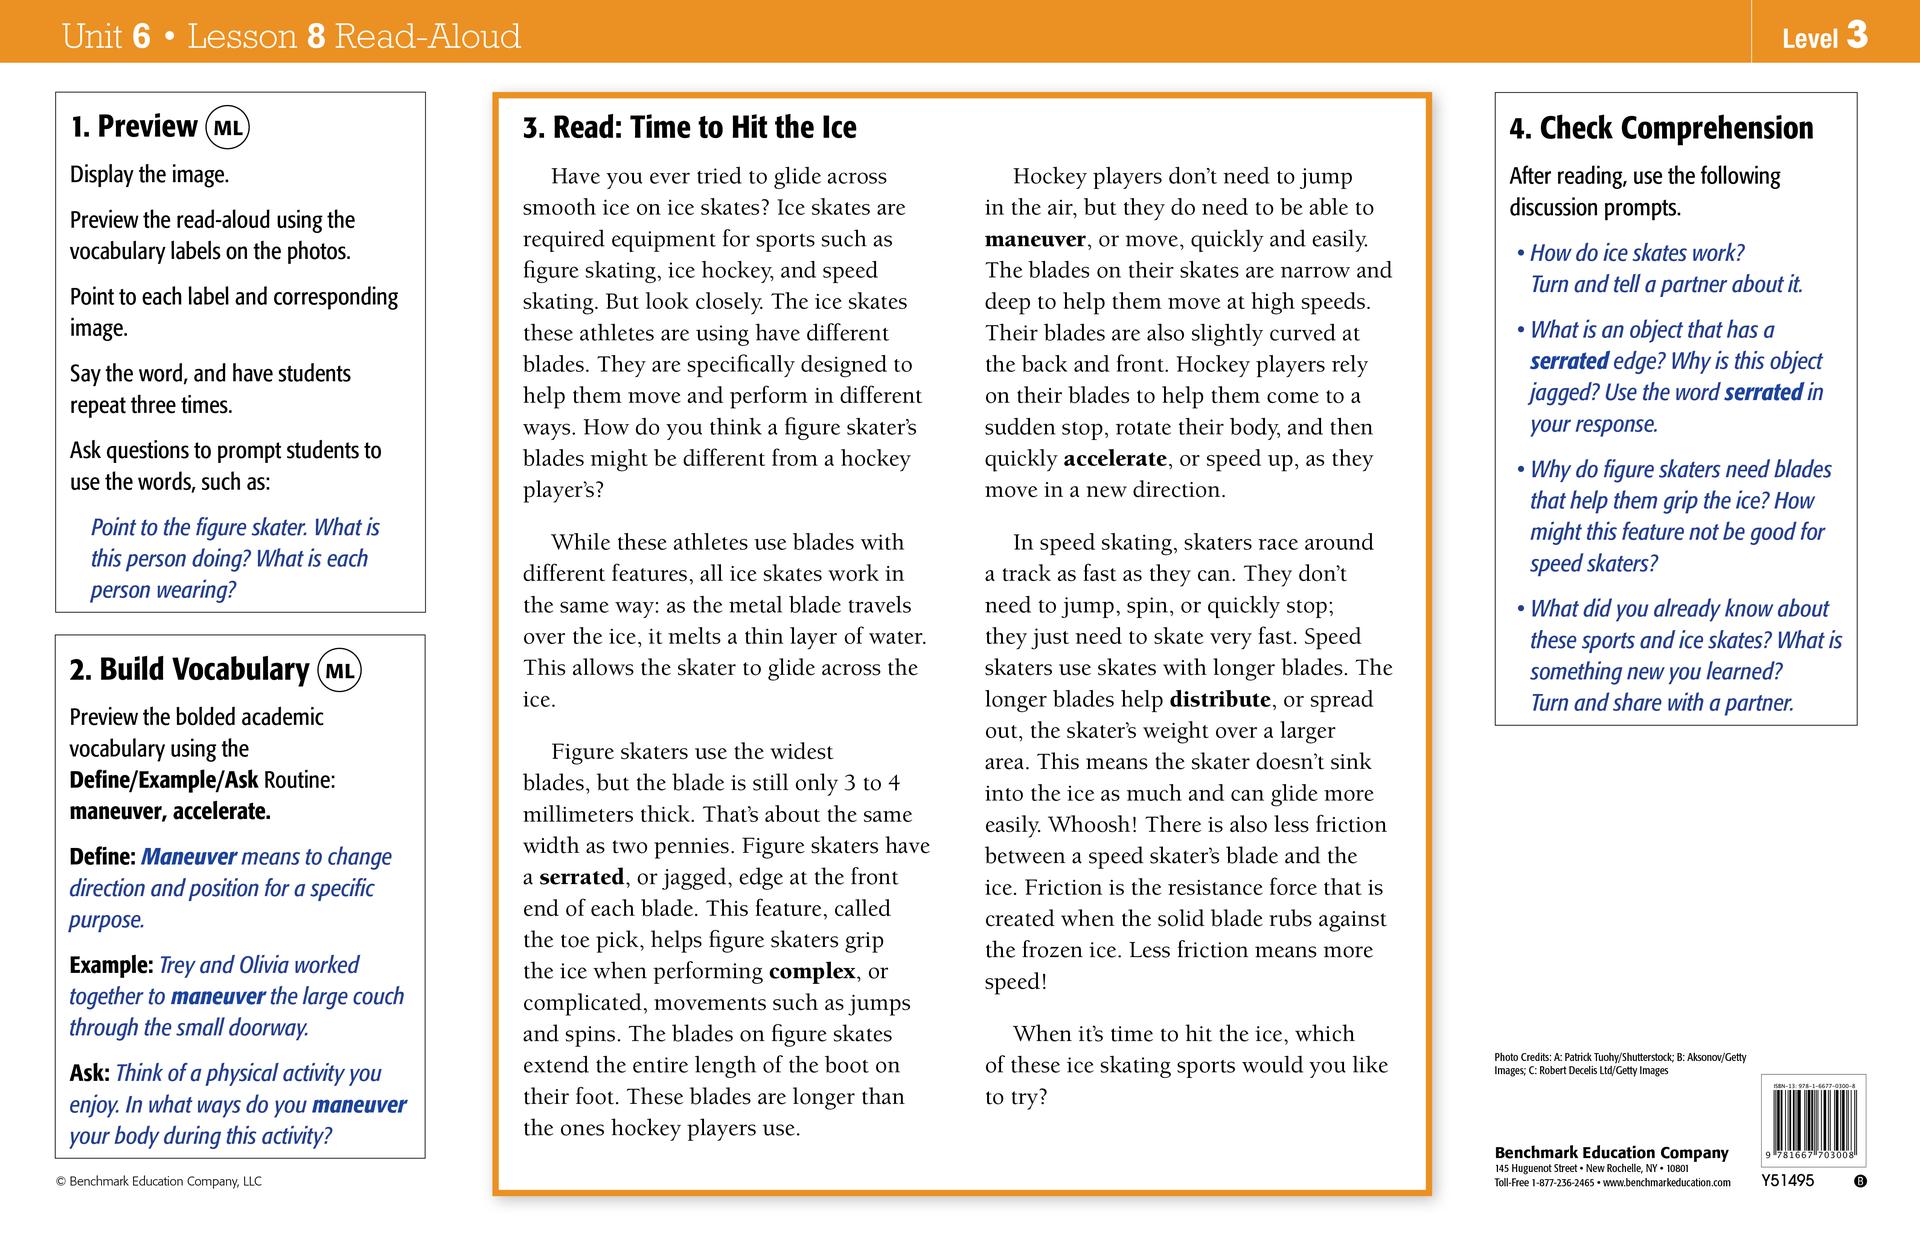 Unit 6 • Lesson 8 Read-Aloud
Level 3
1. Preview ML
Display the image.
Preview the read-aloud using the
vocabulary labels on the photos.
Point to each label and corresponding
image.
Say the word, and have students
repeat three times.
Ask questions to prompt students to
use the words, such as:
Point to the figure skater. What is
this person doing? What is each
person wearing?
2. Build Vocabulary ML
Preview the bolded academic
vocabulary using the
Define/Example/Ask Routine:
maneuver, accelerate.
Define: Maneuver means to change
direction and position for a specific
purpose.
Example: Trey and Olivia worked
together to maneuver the large couch
through the small doorway.
Ask: Think of a physical activity you
enjoy. In what ways do you maneuver
your body during this activity?
© Benchmark Education Company, LLC
3. Read: Time to Hit the Ice
Have you ever tried to glide across
smooth ice on ice skates? Ice skates are
required equipment for sports such as
figure skating, ice hockey, and speed
skating. But look closely. The ice skates
these athletes are using have different
blades. They are specifically designed to
help them move and perform in different
ways. How do you think a figure skater's
blades might be different from a hockey
player's?
While these athletes use blades with
different features, all ice skates work in
the same way: as the metal blade travels
over the ice, it melts a thin layer of water.
This allows the skater to glide across the
ice.
Figure skaters use the widest
blades, but the blade is still only 3 to 4
millimeters thick. That's about the same
width as two pennies. Figure skaters have
a serrated, or jagged, edge at the front
end of each blade. This feature, called
the toe pick, helps figure skaters grip
the ice when performing complex, or
complicated, movements such as jumps
and spins. The blades on figure skates
extend the entire length of the boot on
their foot. These blades are longer than
the ones hockey players use.
Hockey players don't need to jump
in the air, but they do need to be able to
maneuver, or move, quickly and easily.
The blades on their skates are narrow and
deep to help them move at high speeds.
Their blades are also slightly curved at
the back and front. Hockey players rely
on their blades to help them come to a
sudden stop, rotate their body, and then
quickly accelerate, or speed up, as they
move in a new direction.
In speed skating, skaters race around
a track as fast as they can. They don't
need to jump, spin, or quickly stop;
they just need to skate very fast. Speed
skaters use skates with longer blades. The
longer blades help distribute, or spread
out, the skater's weight over a larger
area. This means the skater doesn't sink
into the ice as much and can glide more
easily. Whoosh! There is also less friction
between a speed skater's blade and the
ice. Friction is the resistance force that is
created when the solid blade rubs against
the frozen ice. Less friction means more
speed!
When it's time to hit the ice, which
of these ice skating sports would you like
to try?
4. Check Comprehension
After reading, use the following
discussion prompts.
• How do ice skates work?
Turn and tell a partner about it.
• What is an object that has a
serrated edge? Why is this object
jagged? Use the word serrated in
your response.
• Why do figure skaters need blades
that help them grip the ice? How
might this feature not be good for
speed skaters?
• What did you already know about
these sports and ice skates? What is
something new you learned?
Turn and share with a partner.
Photo Credits: A: Patrick Tuohy/Shutterstock; B: Aksonov/Getty
Images; C: Robert Decelis Ltd/Getty Images
Benchmark Education Company
145 Huguenot Street • New Rochelle, NY • 10801
Toll-Free 1-877-236-2465 • www.benchmarkeducation.com
ISBN-13: 978-1-6677-0300-8
9 781667 703008
Y51495
B